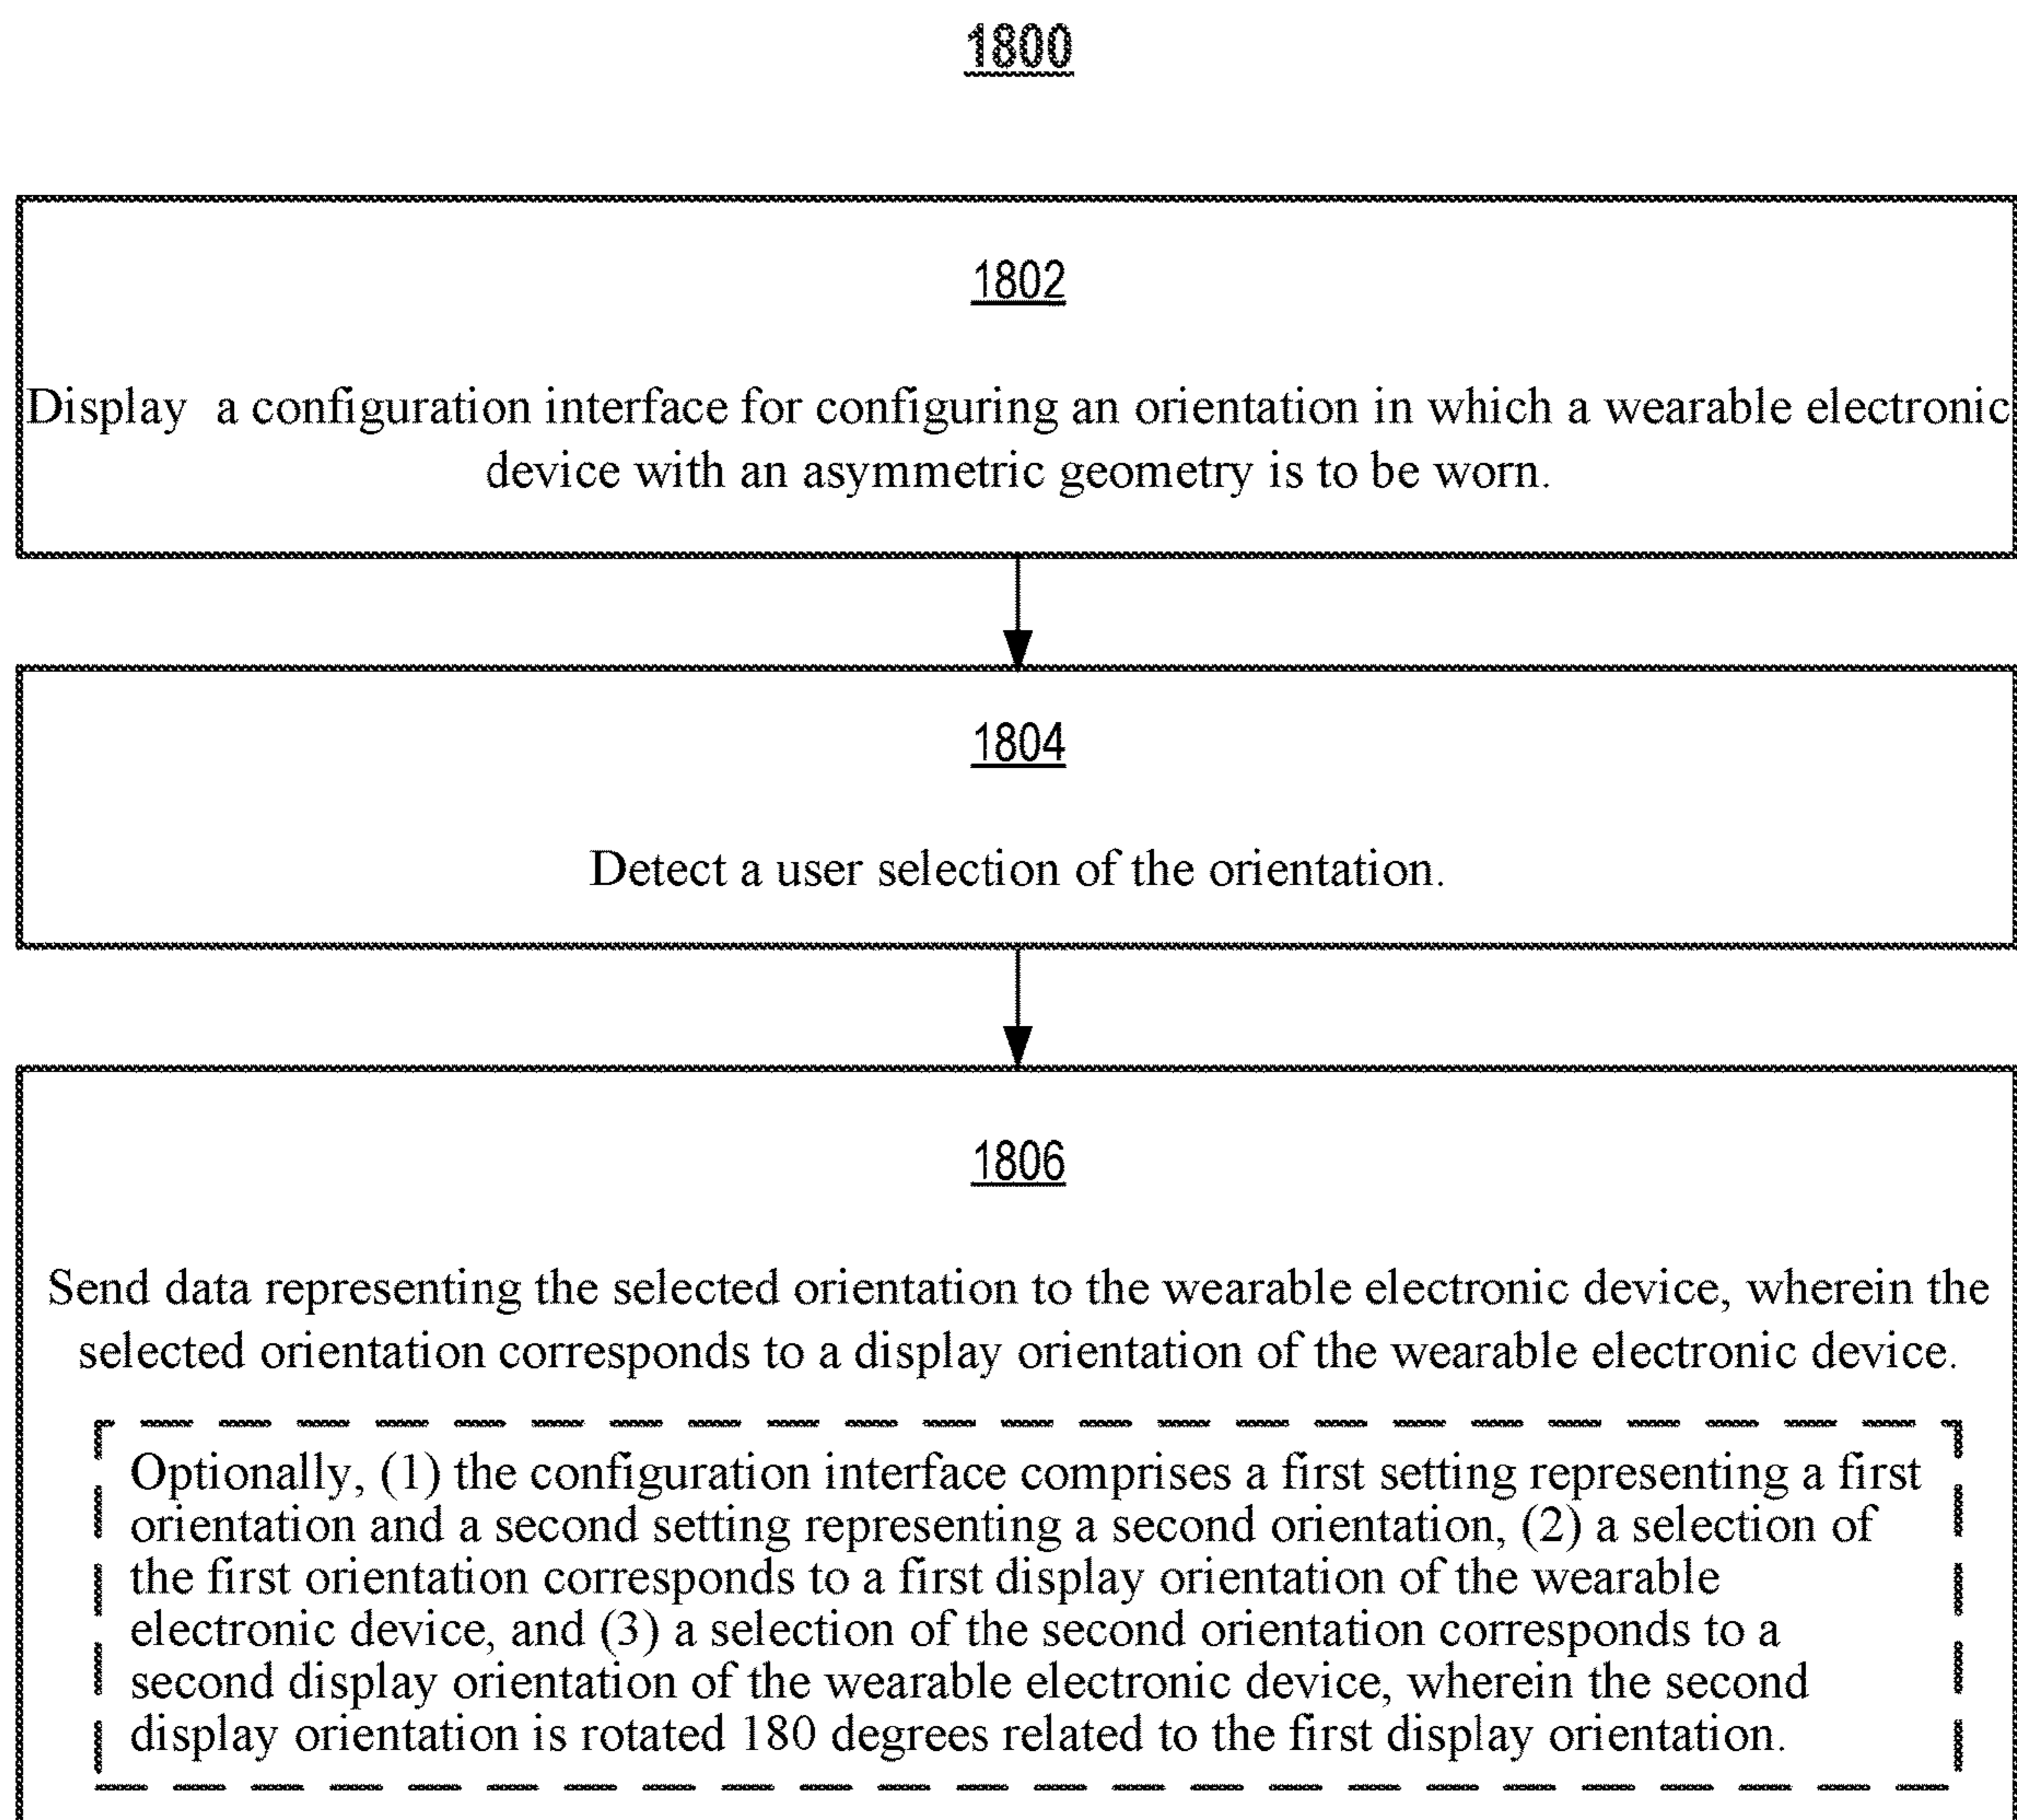 1800
1802
Display a configuration interface for configuring an orientation in which a wearable electronic
device with an asymmetric geometry is to be worn.
1804
Detect a user selection of the orientation.
1806
Send data representing the selected orientation to the wearable electronic device, wherein the
selected orientation corresponds to a display orientation of the wearable electronic device.
Optionally, (1) the configuration interface comprises a first setting representing a first
orientation and a second setting representing a second orientation, (2) a selection of
the first orientation corresponds to a first display orientation of the wearable
electronic device, and (3) a selection of the second orientation corresponds to a
second display orientation of the wearable electronic device, wherein the second
display orientation is rotated 180 degrees related to the first display orientation.